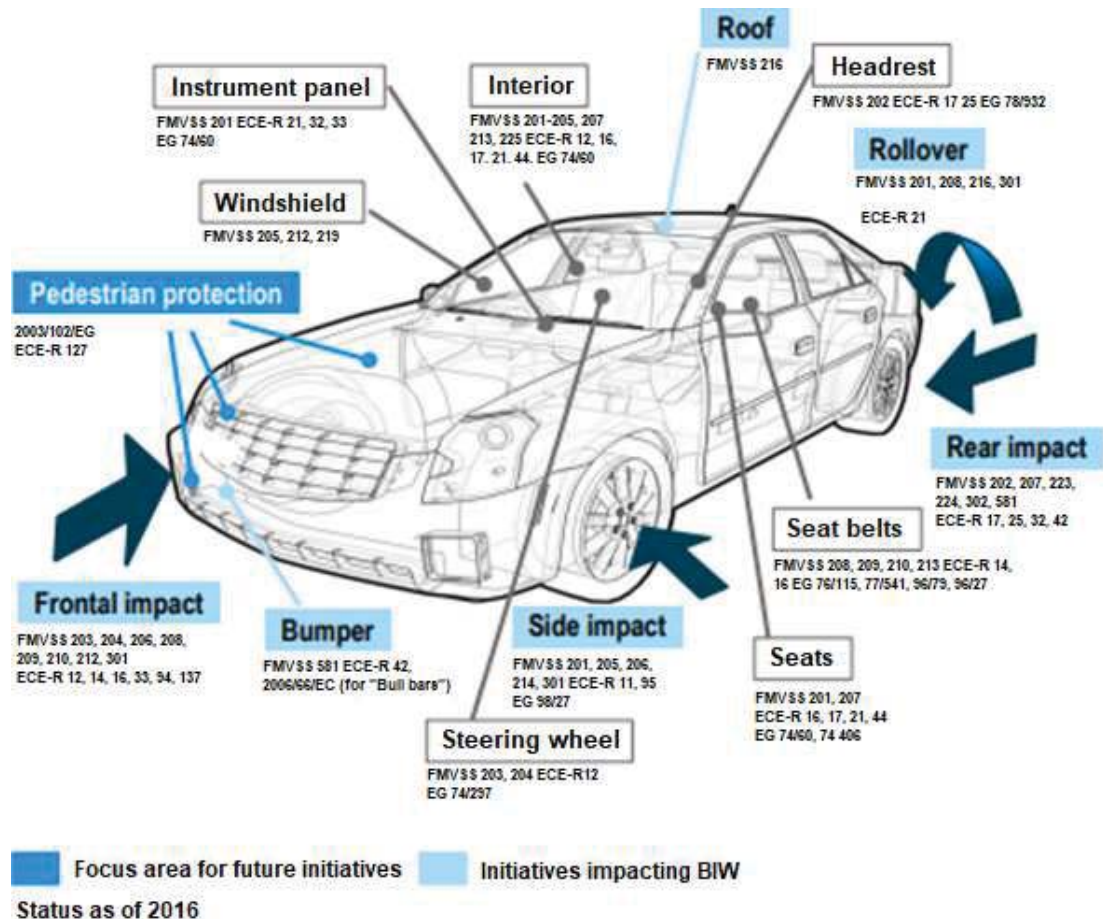 Roof
FMVSS 216
Headrest
FMVSS 202 ECE-R 17 25 EG 78/932
Instrument panel
FMVSS 201 ECE-R 21, 32, 33
EG 74/60
Interior
FMVSS 201-205, 207
213, 225 ECE-R 12, 16,
17. 21. 44. EG 74/60
Rollover
FMVSS 201, 208, 216, 301
ECE-R 21
Windshield
FMVSS 205, 212, 219
Pedestrian protection
2003/102/EG
ECE-R 127
Rear impact
FMVSS 202, 207, 223,
224, 302, 581
ECE-R 17, 25, 32, 42
Seat belts
FMVSS 208, 209, 210, 213 ECE-R 14,
16 EG 76/115, 77/541, 96/79, 96/27
Frontal impact
FMVSS 203, 204, 206, 208,
209, 210, 212, 301
ECE-R 12, 14, 16, 33, 94, 137
Bumper
FMVSS 581 ECE-R 42,
2006/66/EC (for "Bull bars")
Side impact
FMVSS 201, 205, 206,
214, 301 ECE-R 11, 95
EG 98/27
Seats
FMVSS 201, 207
ECE-R 16, 17, 21, 44
EG 74/60, 74 406
Steering wheel
FMVSS 203, 204 ECE-R12
EG 74/297
Focus area for future initiatives
Initiatives impacting BIW
Status as of 2016